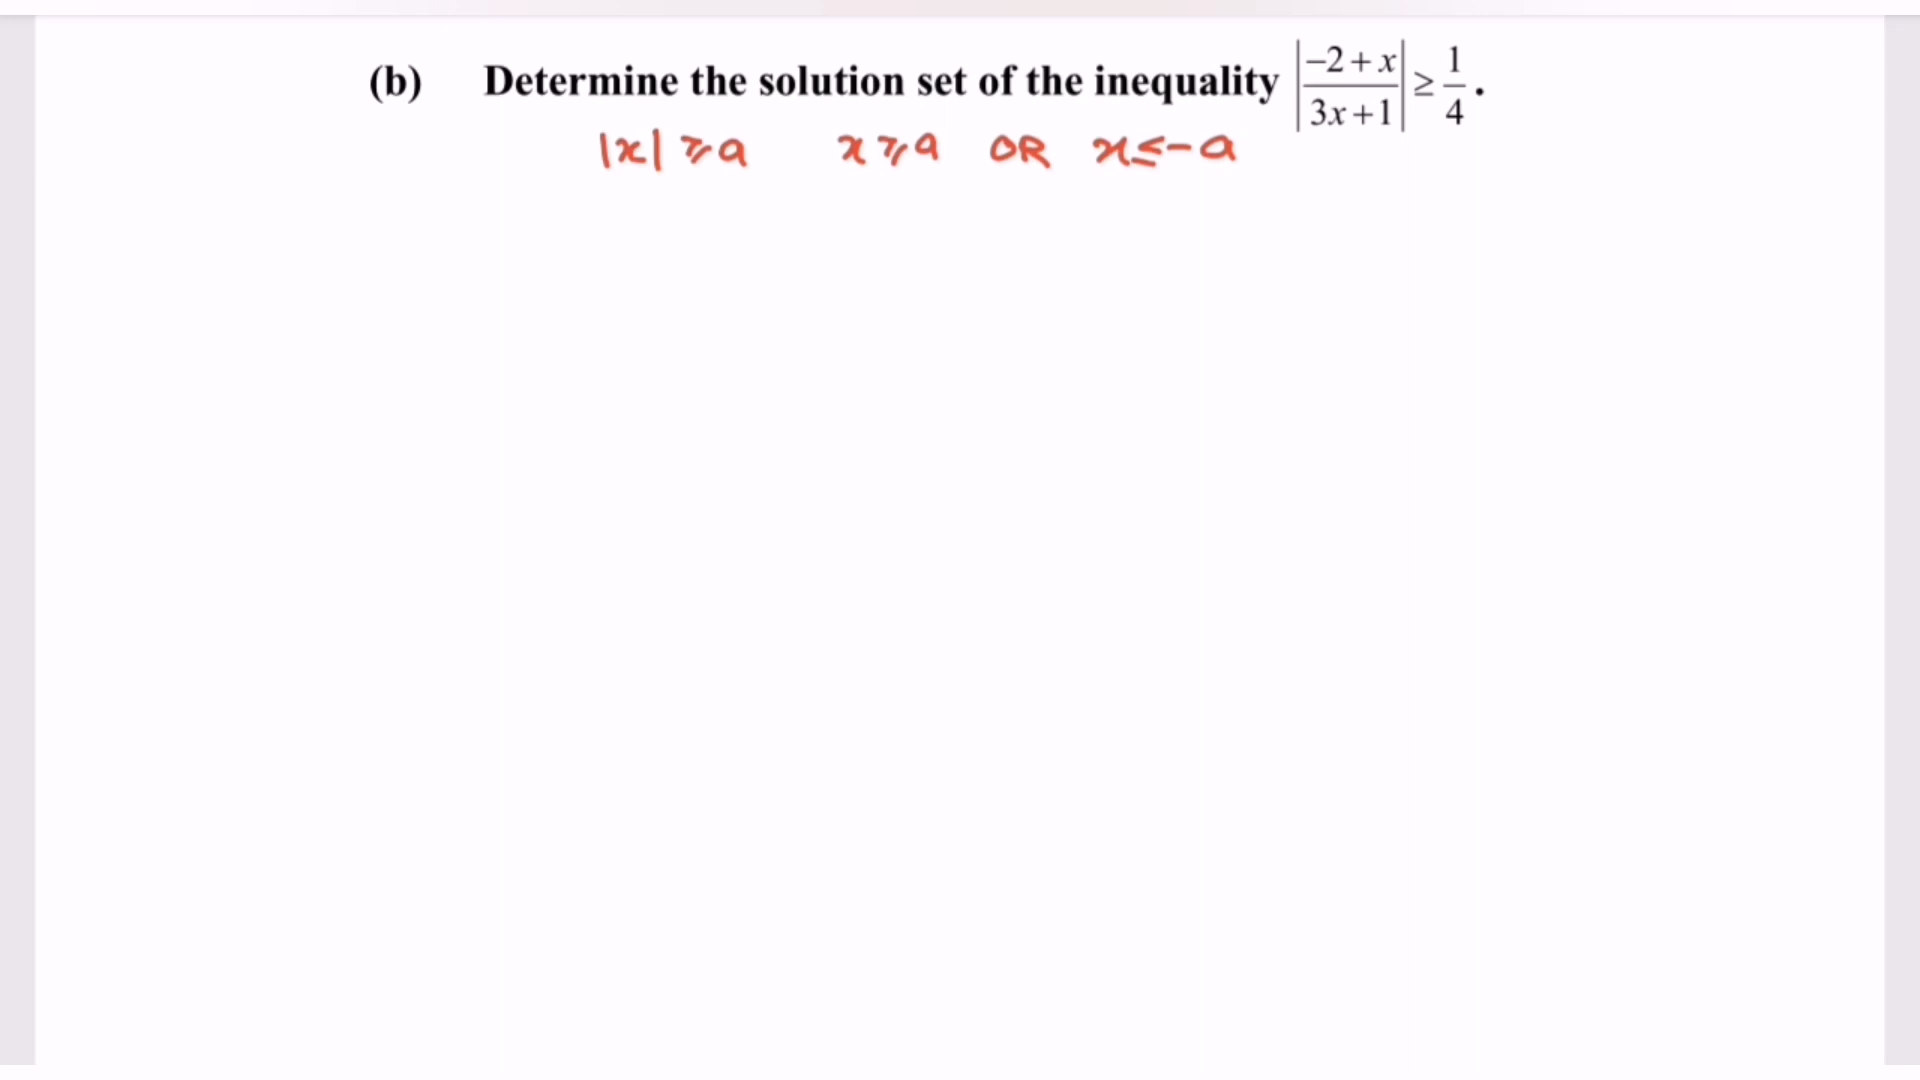 (b) Determine the solution set of the inequality |(-2+x)/(3x+1)| ≥ 1/4 .
|x| ≥ a x ≥ a OR x ≤ -a